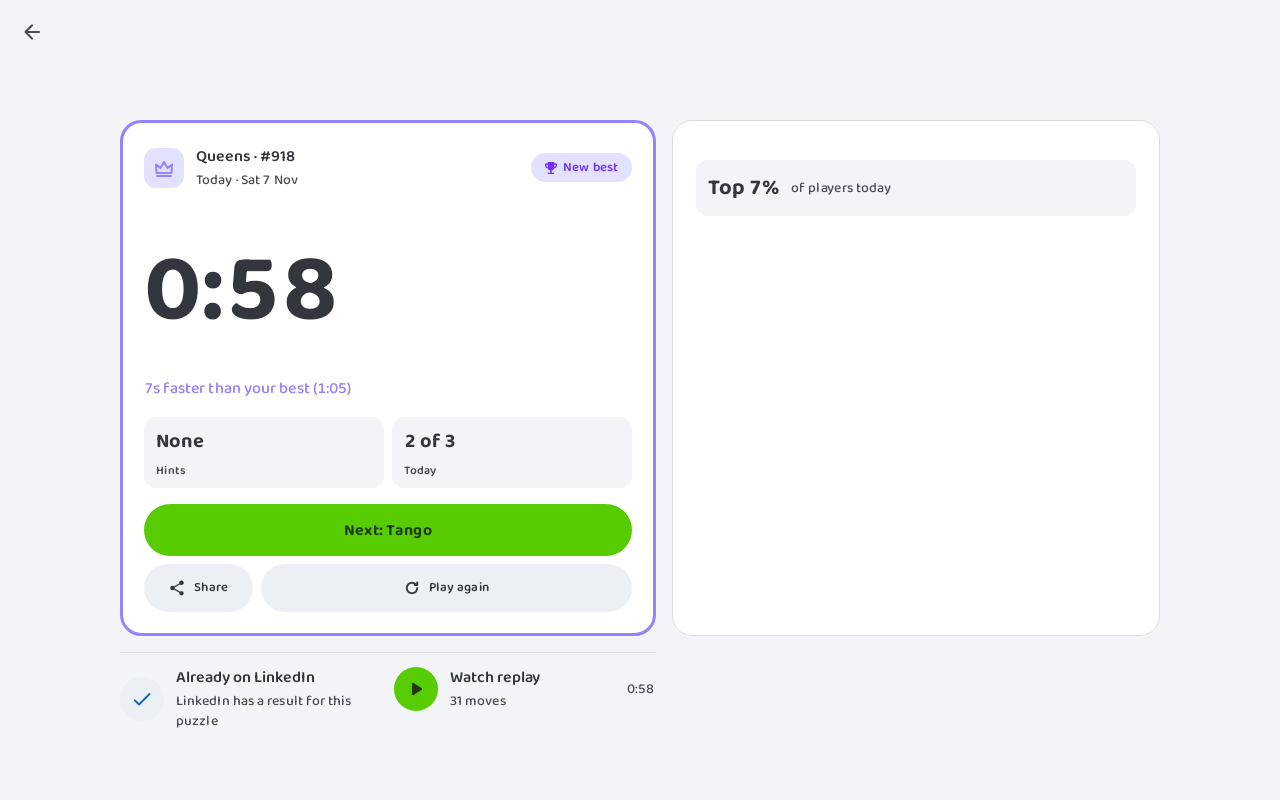 Queens · #918
Today · Sat 7 Nov
New best
0:58
7s faster than your best (1:05)
None
Hints
2 of 3
Today
Next: Tango
Share
Play again
Top 7% of players today
Already on LinkedIn
LinkedIn has a result for this
puzzle
Watch replay
31 moves
0:58